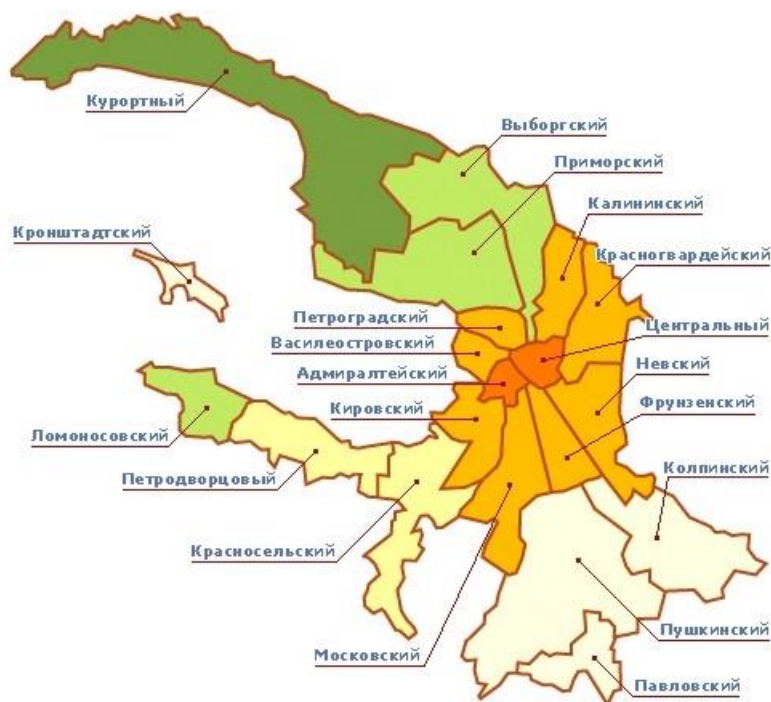 Курортный
Выборгский
Приморский
Калининский
Кронштадтский
Красногвардейский
Петроградский
Центральный
Василеостровский
Адмиралтейский
Невский
Кировский
Фрунзенский
Ломоносовский
Колпинский
Петродворцовый
Красносельский
Пушкинский
Московский
Павловский